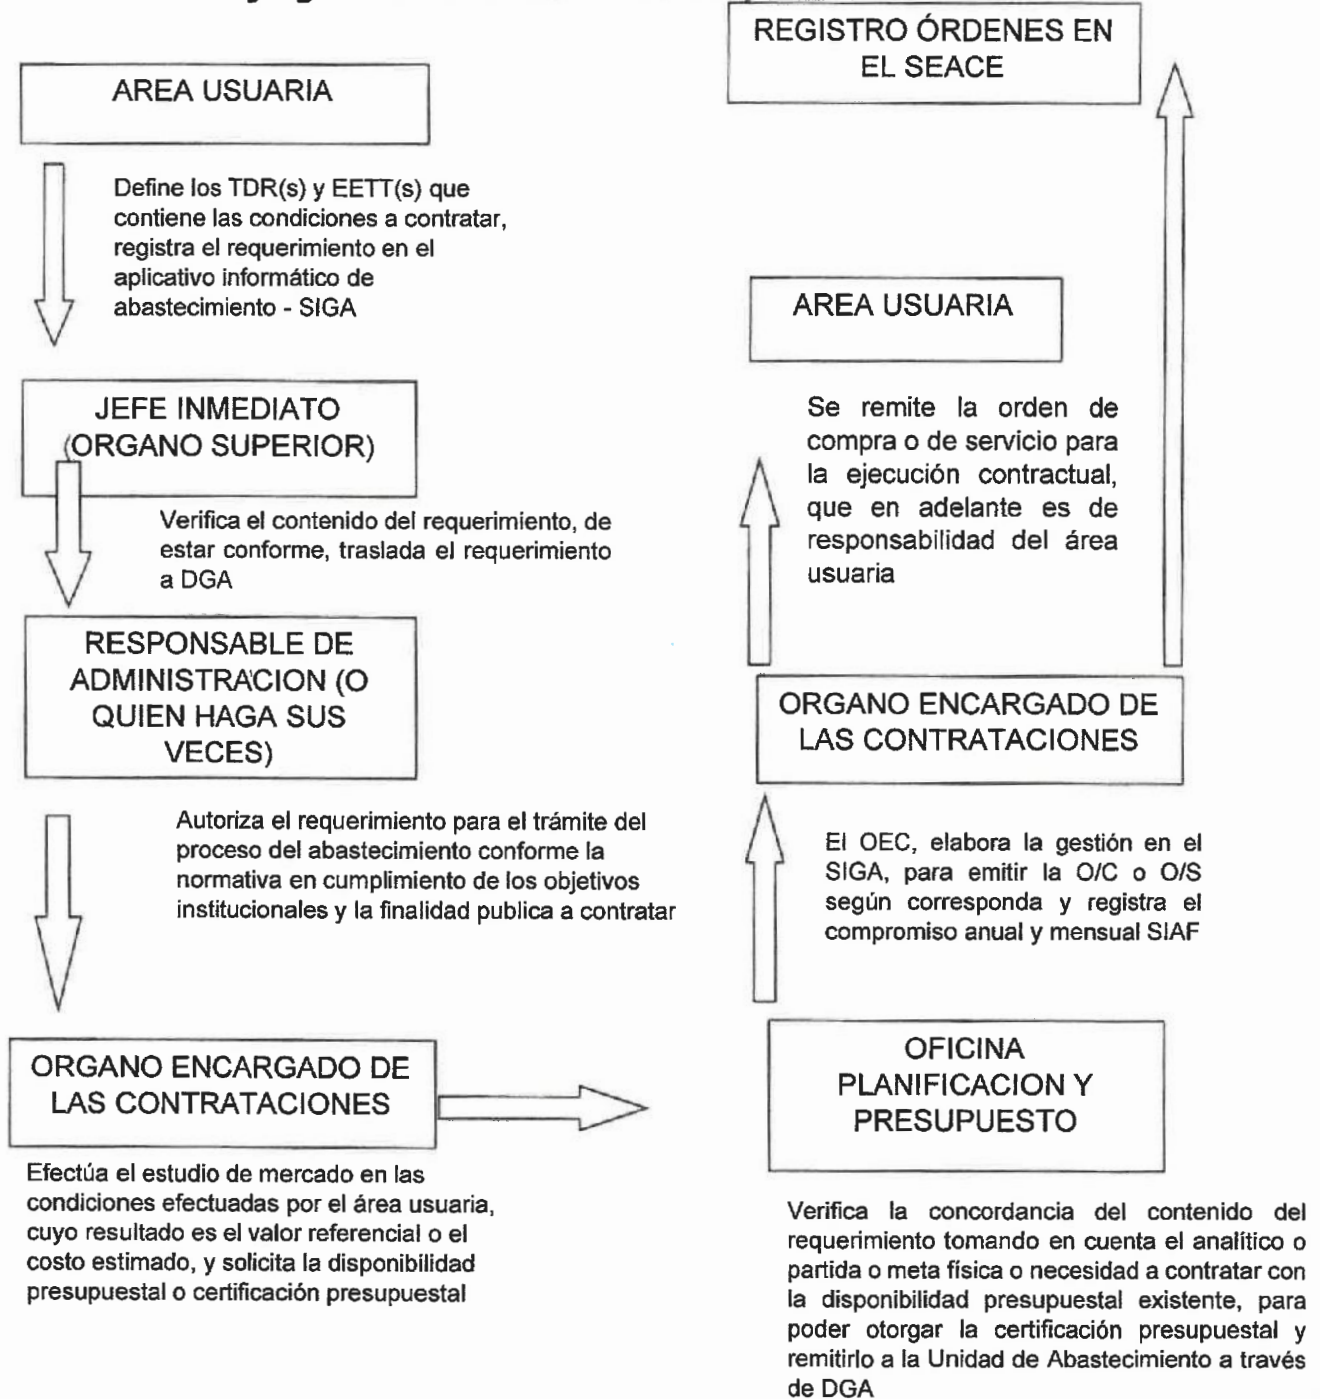 AREA USUARIA
Define los TDR(s) y EETT(s) que
contiene las condiciones a contratar,
registra el requerimiento en el
aplicativo informático de
abastecimiento - SIGA
JEFE INMEDIATO
(ORGANO SUPERIOR)
Verifica el contenido del requerimiento, de
estar conforme, traslada el requerimiento
a DGA
RESPONSABLE DE
ADMINISTRACION (O
QUIEN HAGA SUS
VECES)
Autoriza el requerimiento para el trámite del
proceso del abastecimiento conforme la
normativa en cumplimiento de los objetivos
institucionales y la finalidad publica a contratar
ORGANO ENCARGADO DE
LAS CONTRATACIONES
Efectúa el estudio de mercado en las
condiciones efectuadas por el área usuaria,
cuyo resultado es el valor referencial o el
costo estimado, y solicita la disponibilidad
presupuestal o certificación presupuestal
REGISTRO ÓRDENES EN
EL SEACE
AREA USUARIA
Se remite la orden de
compra o de servicio para
la ejecución contractual,
que en adelante es de
responsabilidad del área
usuaria
ORGANO ENCARGADO DE
LAS CONTRATACIONES
El OEC, elabora la gestión en el
SIGA, para emitir la O/C o O/S
según corresponda y registra el
compromiso anual y mensual SIAF
OFICINA
PLANIFICACION Y
PRESUPUESTO
Verifica la concordancia del contenido del
requerimiento tomando en cuenta el analítico o
partida o meta física o necesidad a contratar con
la disponibilidad presupuestal existente, para
poder otorgar la certificación presupuestal y
remitirlo a la Unidad de Abastecimiento a través
de DGA